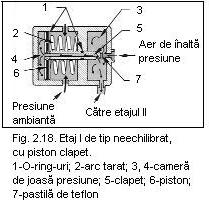 1
3
2
5
4
Aer de înaltă
presiune
6
7
Presiune
ambiantă
Către etajul II
Fig. 2.18. Etaj I de tip neechilibrat,
cu piston clapet.
1-O-ring-uri; 2-arc tarat; 3, 4-cameră
de joasă presiune; 5-clapet; 6-piston;
7-pastilă de teflon